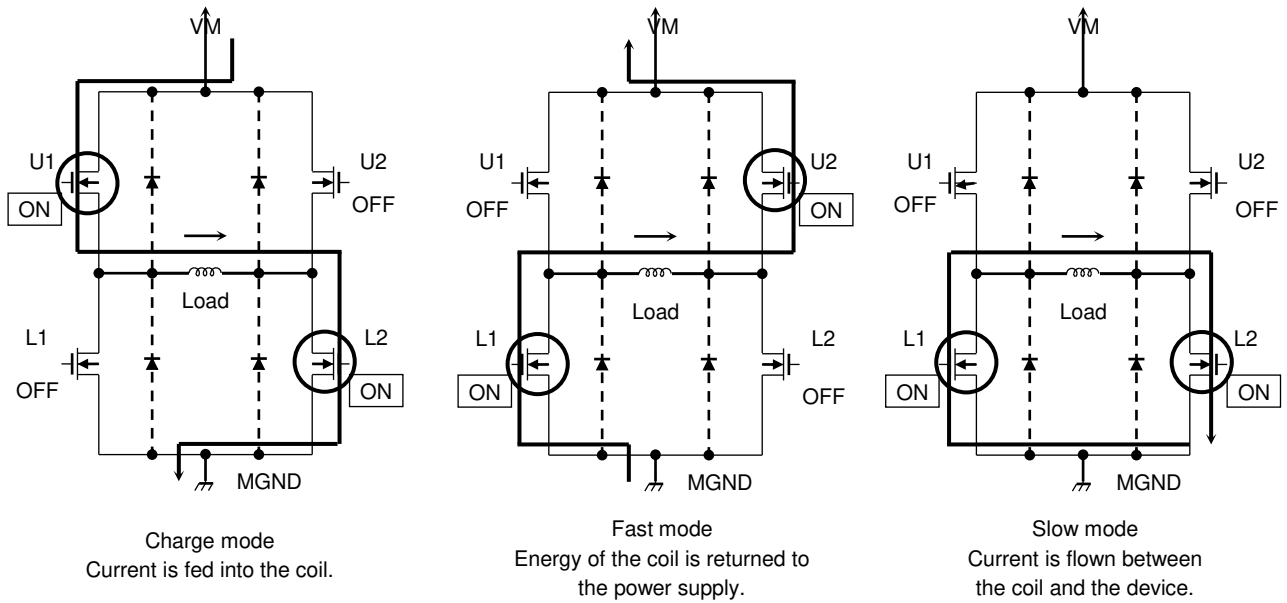 VM
U1
U2
ON
OFF
Load
L1
L2
OFF
ON
MGND
Charge mode
Current is fed into the coil.
VM
U1
U2
OFF
ON
Load
L1
L2
ON
OFF
MGND
Fast mode
Energy of the coil is returned to
the power supply.
VM
U1
U2
OFF
OFF
Load
L1
L2
ON
ON
MGND
Slow mode
Current is flown between
the coil and the device.